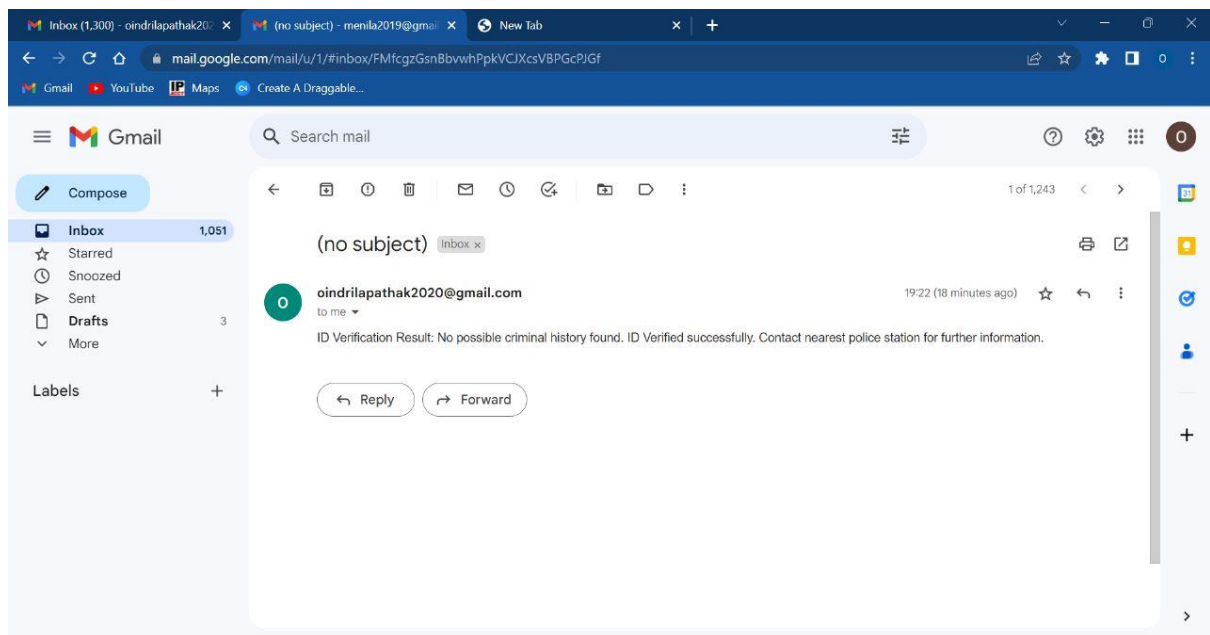 Inbox (1,300) - oindrilapathak202
(no subject) - menila2019@gmai
New Tab
mail.google.com/mail/u/1/#inbox/FMfcgzGsnBbvwhPpkVCJXcsVBPGcPJGf
Gmail YouTube Maps Create A Draggable...
Gmail
Search mail
O
Compose
1 of 1,243
Inbox 1,051
Starred
Snoozed
Sent
Drafts 3
More
Labels
(no subject) Inbox x
O
oindrilapathak2020@gmail.com 19:22 (18 minutes ago)
to me
ID Verification Result: No possible criminal history found. ID Verified successfully. Contact nearest police station for further information.
Reply Forward
31